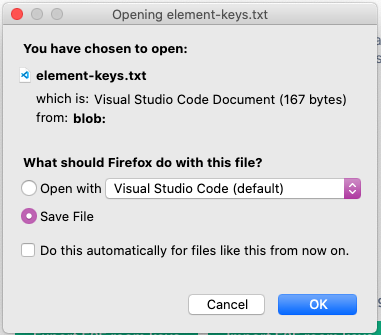 Opening element-keys.txt
You have chosen to open:
element-keys.txt
which is: Visual Studio Code Document (167 bytes)
from: blob:
What should Firefox do with this file?
Open with Visual Studio Code (default)
Save File
Do this automatically for files like this from now on.
Cancel OK